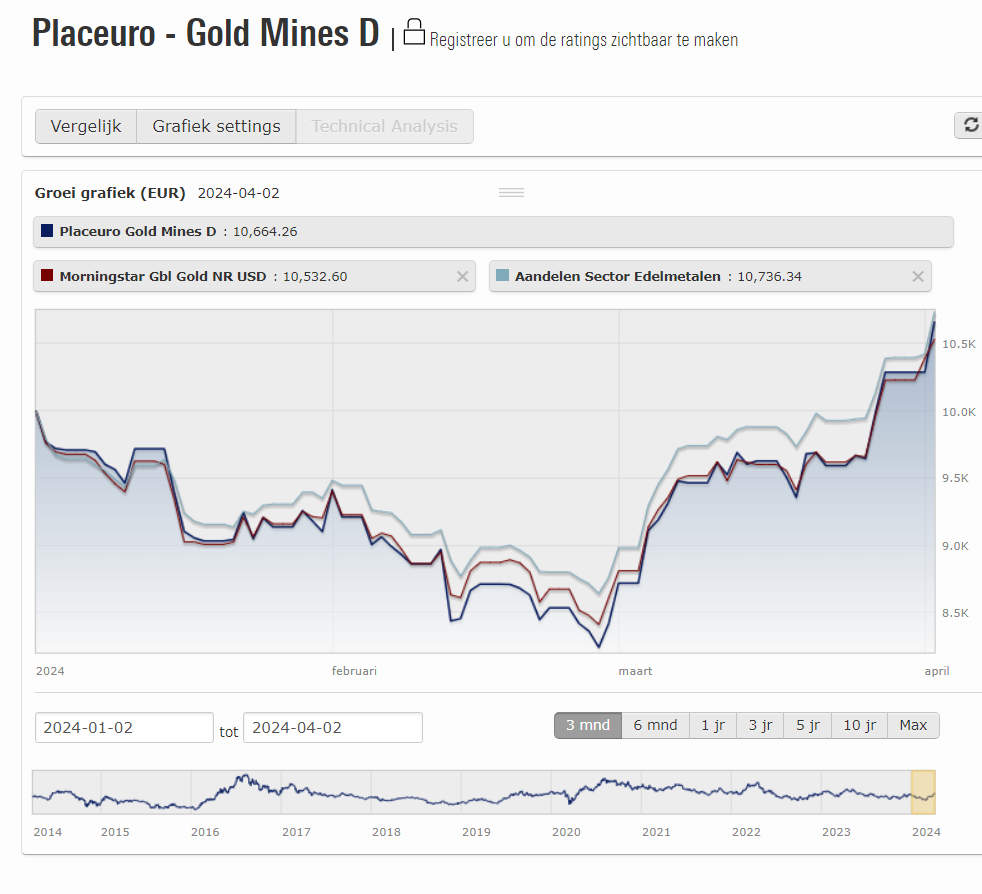 Placeuro - Gold Mines D | Registreer u om de ratings zichtbaar te maken
Vergelijk Grafiek settings Technical Analysis
Groei grafiek (EUR) 2024-04-02
Placeuro Gold Mines D : 10,664.26
Morningstar Gbl Gold NR USD : 10,532.60 Aandelen Sector Edelmetalen : 10,736.34
10.5K
10.0K
9.5K
9.0K
8.5K
2024 februari maart april
2024-01-02 tot 2024-04-02 3 mnd 6 mnd 1 jr 3 jr 5 jr 10 jr Max
2014 2015 2016 2017 2018 2019 2020 2021 2022 2023 2024